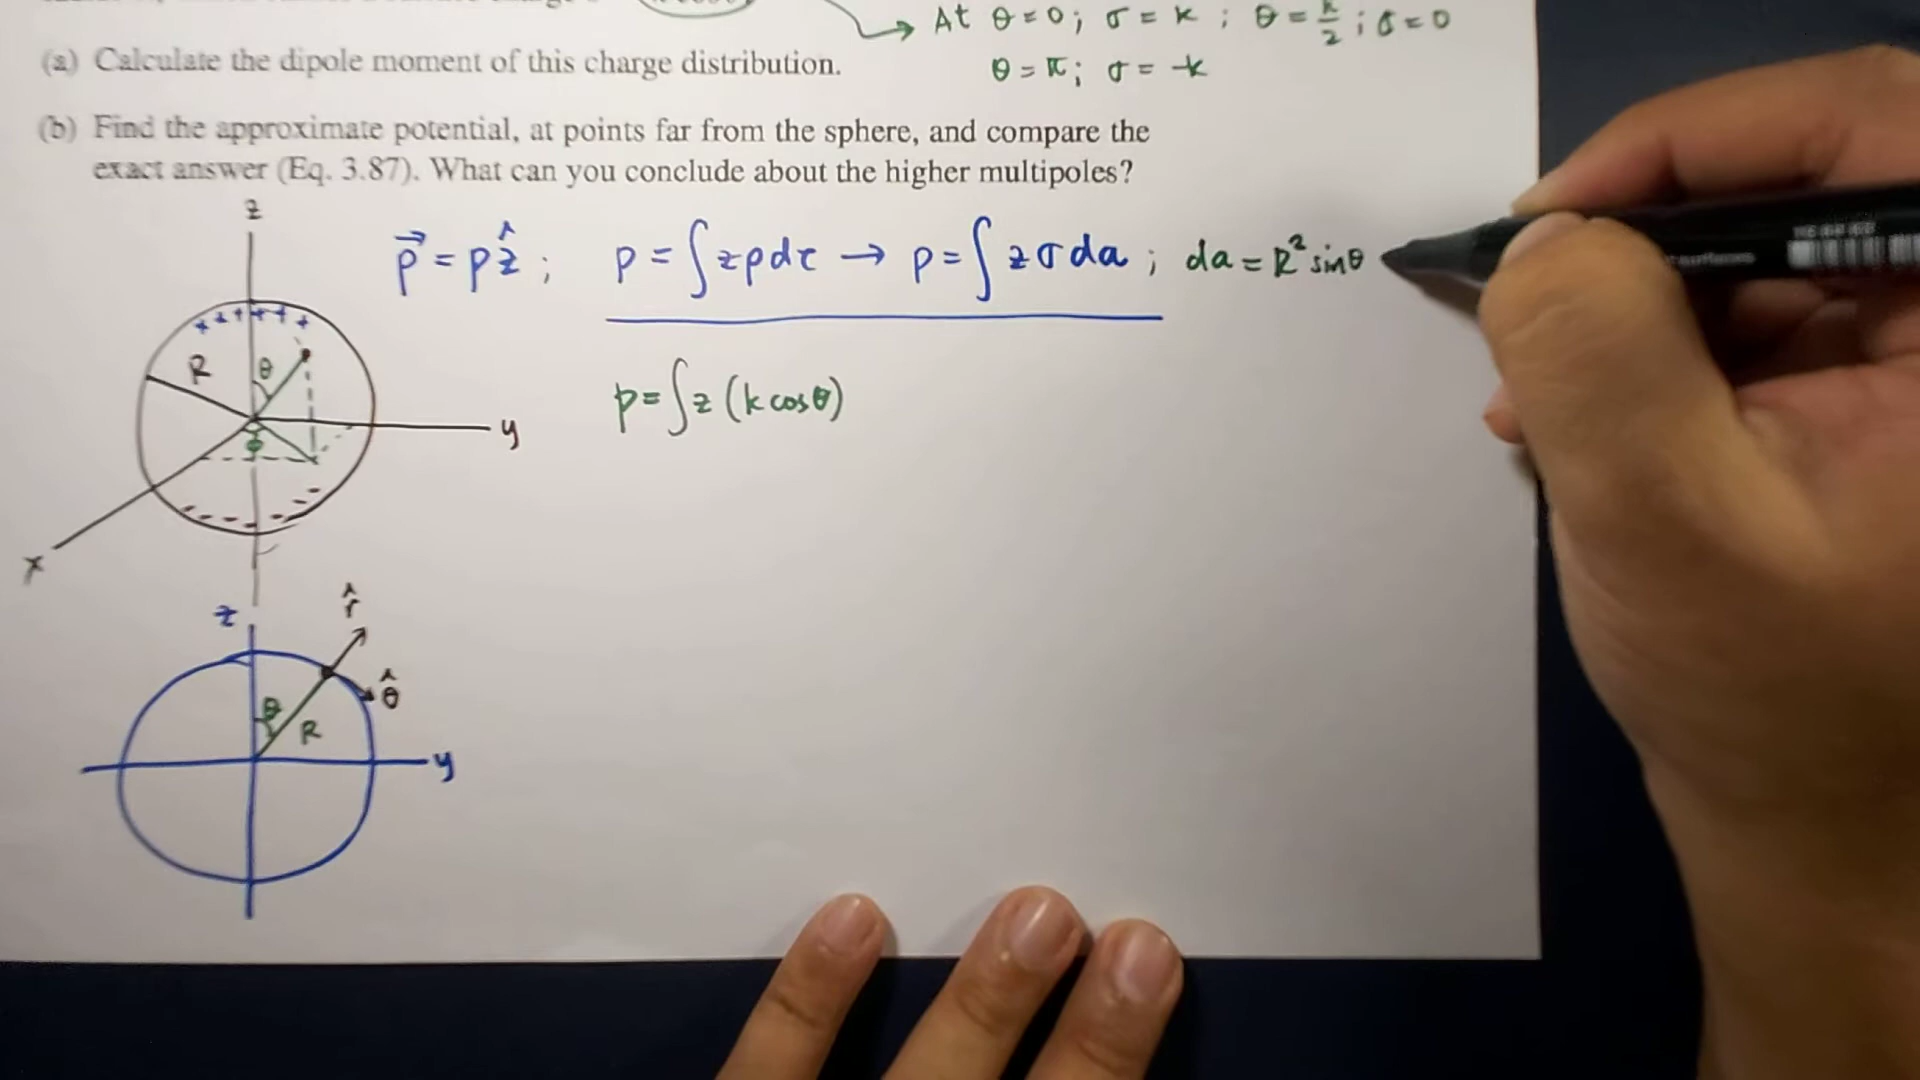 At θ = 0 ; σ = k ; θ = π/2 ; σ = 0
(a) Calculate the dipole moment of this charge distribution.
θ = π ; σ = -k
(b) Find the approximate potential, at points far from the sphere, and compare the
exact answer (Eq. 3.87). What can you conclude about the higher multipoles?
z
p⃗ = p ẑ ; p = ∫ z ρ dτ → p = ∫ z σ da ; da = R² sinθ
+ + + + + +
R θ
p = ∫ z (k cosθ)
y
ϕ
- - - - - - -
x
r̂
z
θ̂
θ
R
y